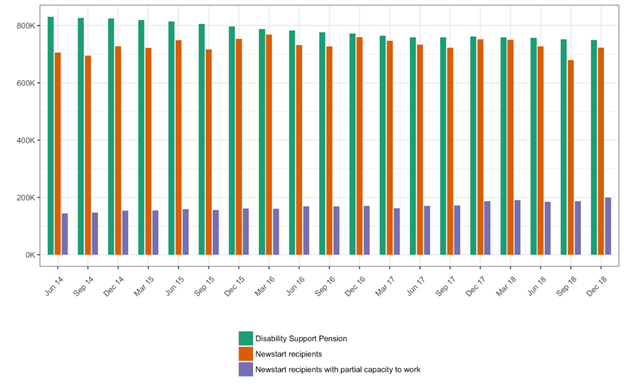 800K
600K
400K
200K
0K
Jun 14
Sep 14
Dec 14
Mar 15
Jun 15
Sep 15
Dec 15
Mar 16
Jun 16
Sep 16
Dec 16
Mar 17
Jun 17
Sep 17
Dec 17
Mar 18
Jun 18
Sep 18
Dec 18
Disability Support Pension
Newstart recipients
Newstart recipients with partial capacity to work